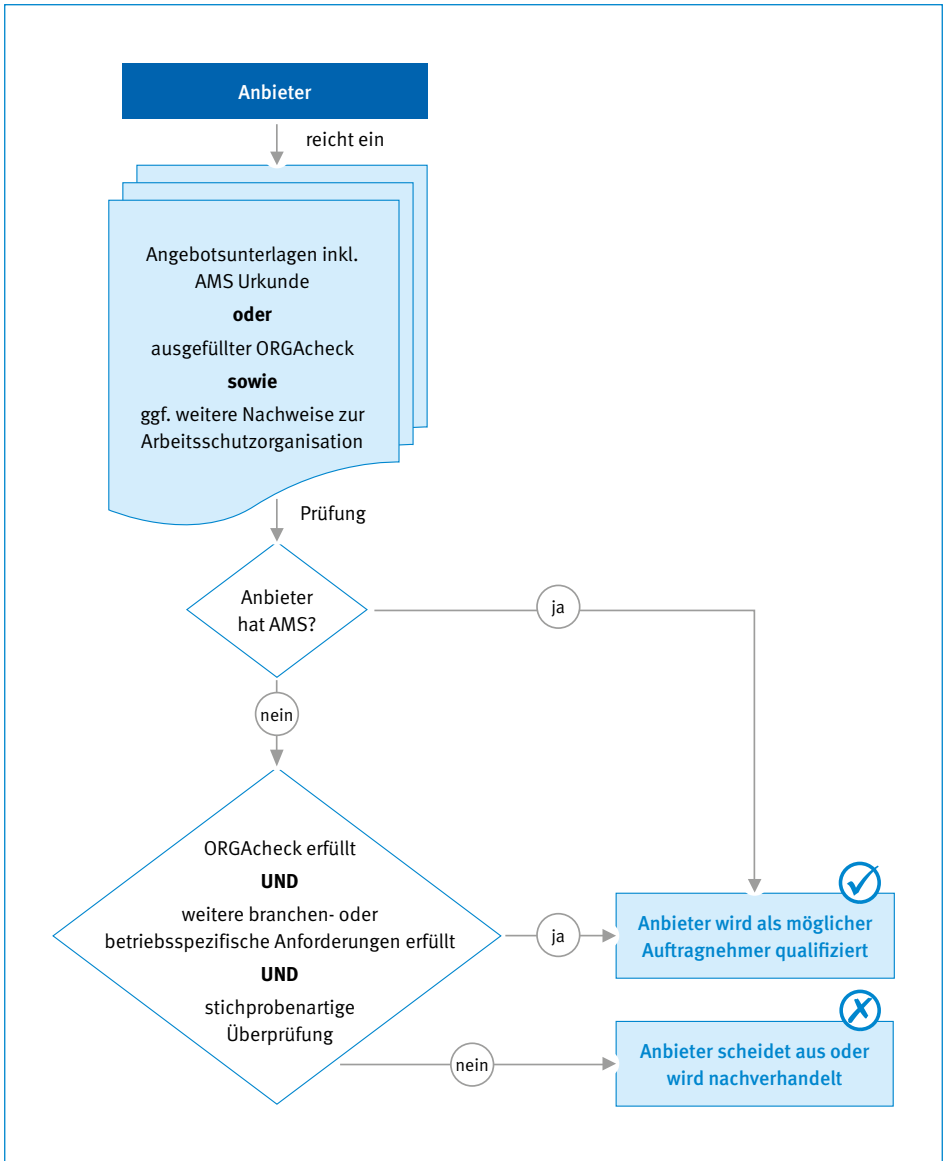 Anbieter
reicht ein
Angebotsunterlagen inkl.
AMS Urkunde
oder
ausgefüllter ORGAcheck
sowie
ggf. weitere Nachweise zur
Arbeitsschutzorganisation
Prüfung
Anbieter
hat AMS?
ja
nein
ORGAcheck erfüllt
UND
weitere branchen- oder
betriebsspezifische Anforderungen erfüllt
UND
stichprobenartige
Überprüfung
ja
Anbieter wird als möglicher
Auftragnehmer qualifiziert
nein
Anbieter scheidet aus oder
wird nachverhandelt